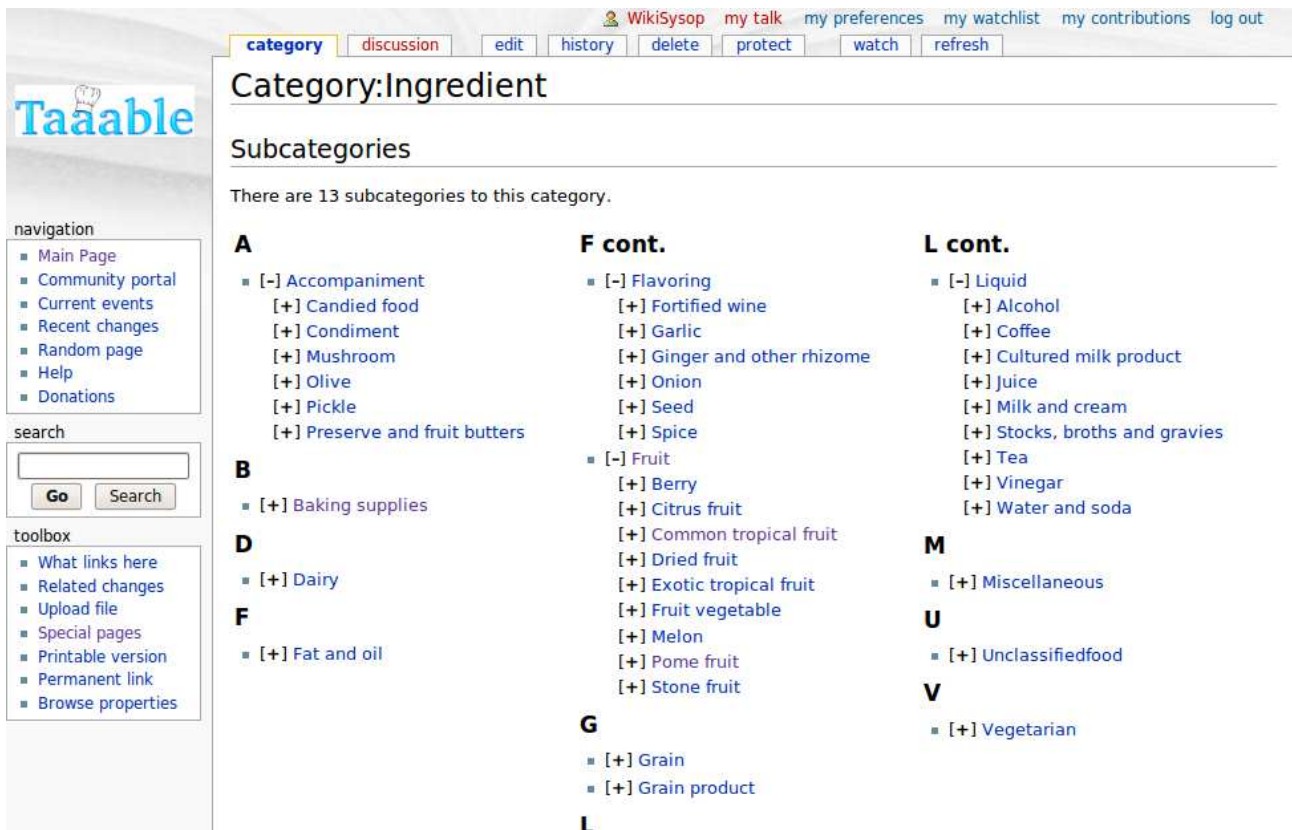 WikiSysop my talk my preferences my watchlist my contributions log out
category discussion edit history delete protect watch refresh
Taaable
Category:Ingredient
Subcategories
There are 13 subcategories to this category.
navigation
Main Page
Community portal
Current events
Recent changes
Random page
Help
Donations
search
Go Search
toolbox
What links here
Related changes
Upload file
Special pages
Printable version
Permanent link
Browse properties
A
[–] Accompaniment
[+] Candied food
[+] Condiment
[+] Mushroom
[+] Olive
[+] Pickle
[+] Preserve and fruit butters
B
[+] Baking supplies
D
[+] Dairy
F
[+] Fat and oil
F cont.
[–] Flavoring
[+] Fortified wine
[+] Garlic
[+] Ginger and other rhizome
[+] Onion
[+] Seed
[+] Spice
[–] Fruit
[+] Berry
[+] Citrus fruit
[+] Common tropical fruit
[+] Dried fruit
[+] Exotic tropical fruit
[+] Fruit vegetable
[+] Melon
[+] Pome fruit
[+] Stone fruit
G
[+] Grain
[+] Grain product
L
L cont.
[–] Liquid
[+] Alcohol
[+] Coffee
[+] Cultured milk product
[+] Juice
[+] Milk and cream
[+] Stocks, broths and gravies
[+] Tea
[+] Vinegar
[+] Water and soda
M
[+] Miscellaneous
U
[+] Unclassifiedfood
V
[+] Vegetarian